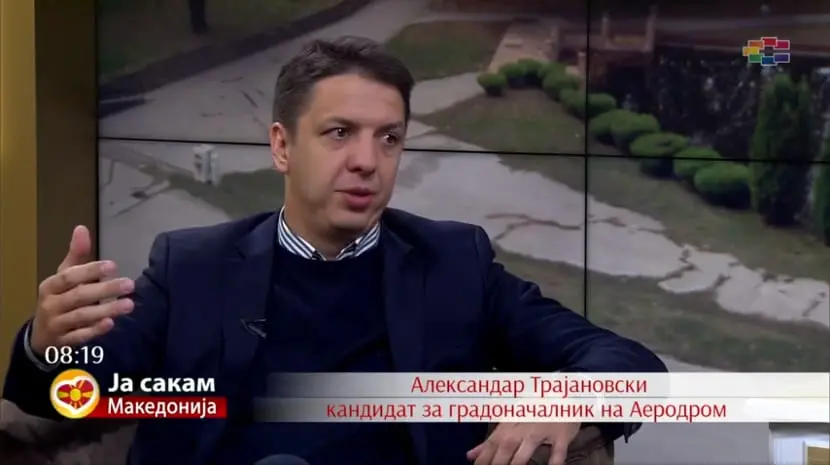 08:19
Ја сакам
Македонија
Александар Трајановски
кандидат за градоначалник на Аеродром